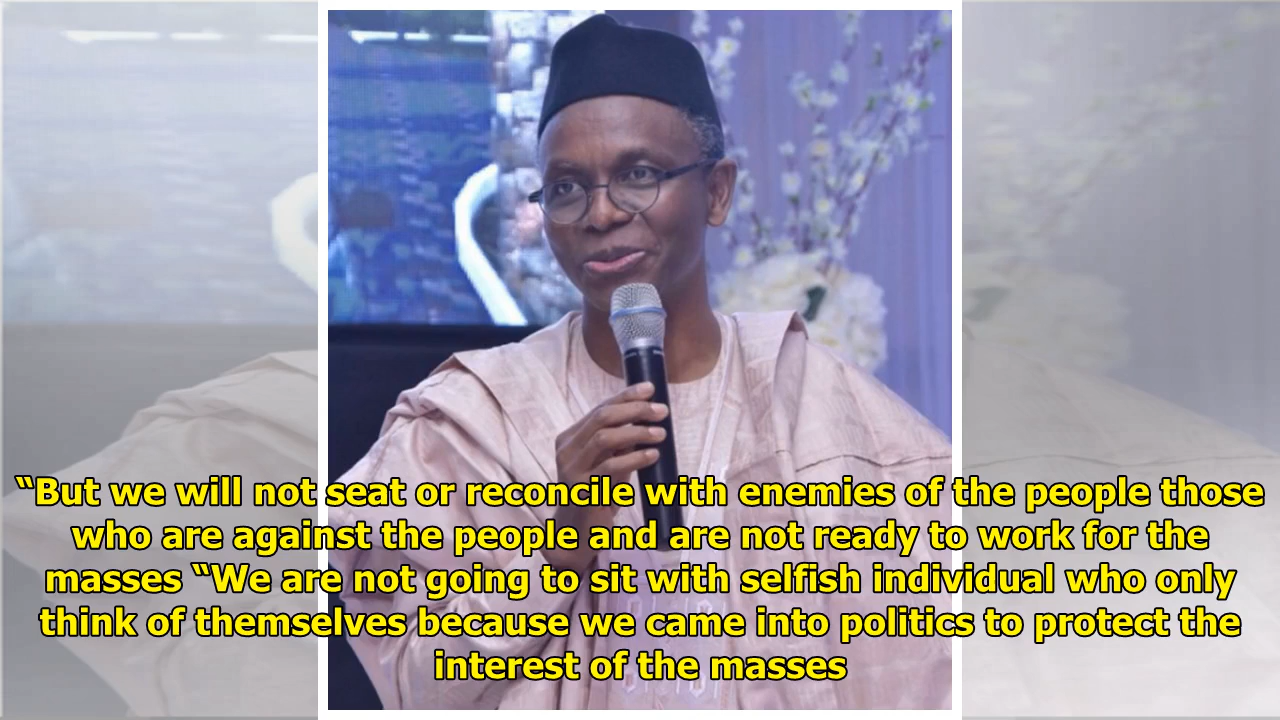 “But we will not seat or reconcile with enemies of the people those
who are against the people and are not ready to work for the
masses “We are not going to sit with selfish individual who only
think of themselves because we came into politics to protect the
interest of the masses